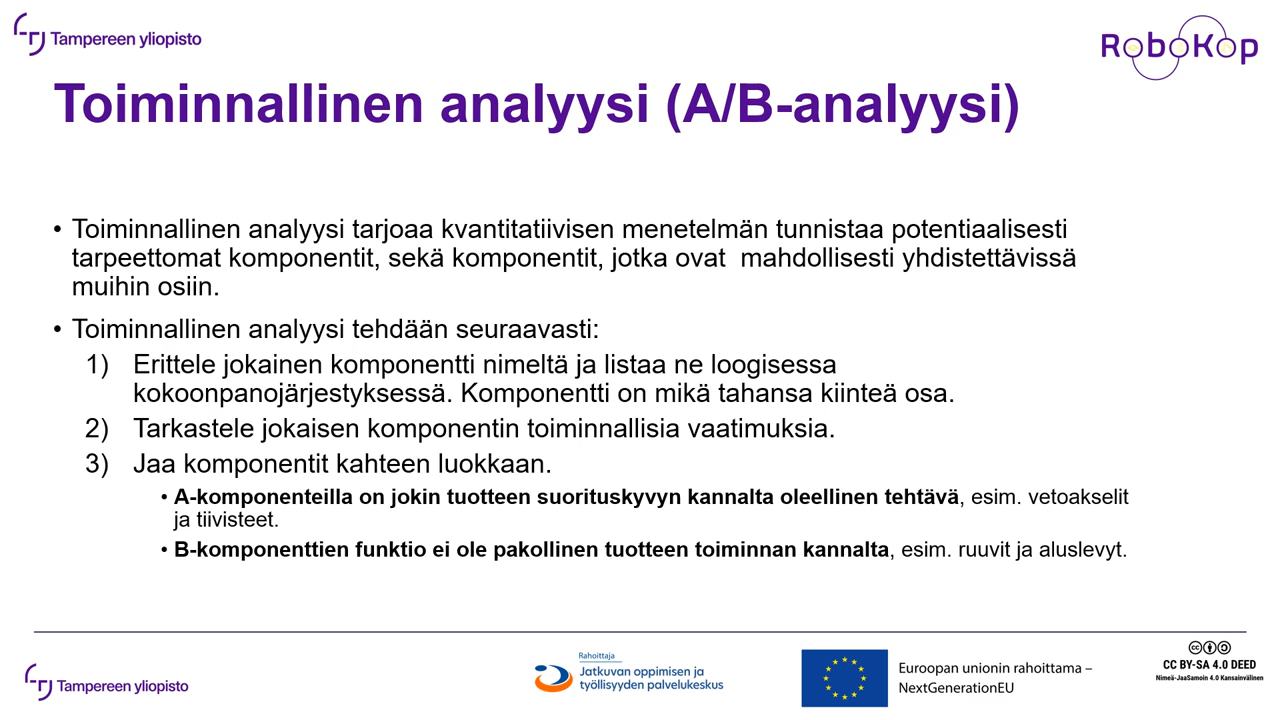 Tampereen yliopisto
RoboKop
Toiminnallinen analyysi (A/B-analyysi)
• Toiminnallinen analyysi tarjoaa kvantitatiivisen menetelmän tunnistaa potentiaalisesti
tarpeettomat komponentit, sekä komponentit, jotka ovat  mahdollisesti yhdistettävissä
muihin osiin.
• Toiminnallinen analyysi tehdään seuraavasti:
1) Erittele jokainen komponentti nimeltä ja listaa ne loogisessa
kokoonpanojärjestyksessä. Komponentti on mikä tahansa kiinteä osa.
2) Tarkastele jokaisen komponentin toiminnallisia vaatimuksia.
3) Jaa komponentit kahteen luokkaan.
• A-komponenteilla on jokin tuotteen suorituskyvyn kannalta oleellinen tehtävä, esim. vetoakselit
ja tiivisteet.
• B-komponenttien funktio ei ole pakollinen tuotteen toiminnan kannalta, esim. ruuvit ja aluslevyt.
Tampereen yliopisto
Rahoittaja
Jatkuvan oppimisen ja
työllisyyden palvelukeskus
Euroopan unionin rahoittama –
NextGenerationEU
CC BY-SA 4.0 DEED
Nimeä-JaaSamoin 4.0 Kansainvälinen